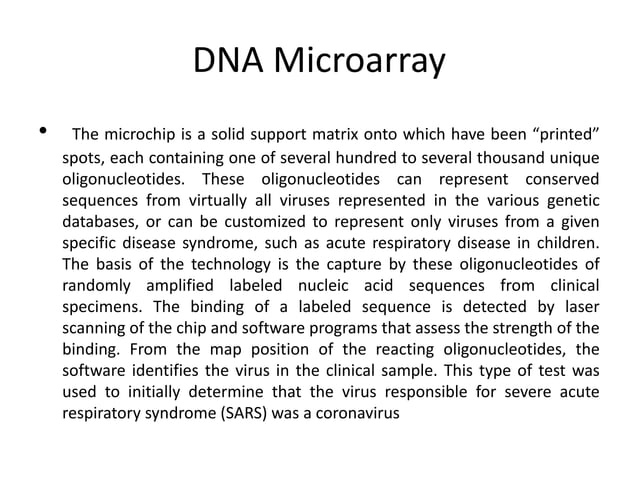 DNA Microarray
• The microchip is a solid support matrix onto which have been “printed”
spots, each containing one of several hundred to several thousand unique
oligonucleotides. These oligonucleotides can represent conserved
sequences from virtually all viruses represented in the various genetic
databases, or can be customized to represent only viruses from a given
specific disease syndrome, such as acute respiratory disease in children.
The basis of the technology is the capture by these oligonucleotides of
randomly amplified labeled nucleic acid sequences from clinical
specimens. The binding of a labeled sequence is detected by laser
scanning of the chip and software programs that assess the strength of the
binding. From the map position of the reacting oligonucleotides, the
software identifies the virus in the clinical sample. This type of test was
used to initially determine that the virus responsible for severe acute
respiratory syndrome (SARS) was a coronavirus